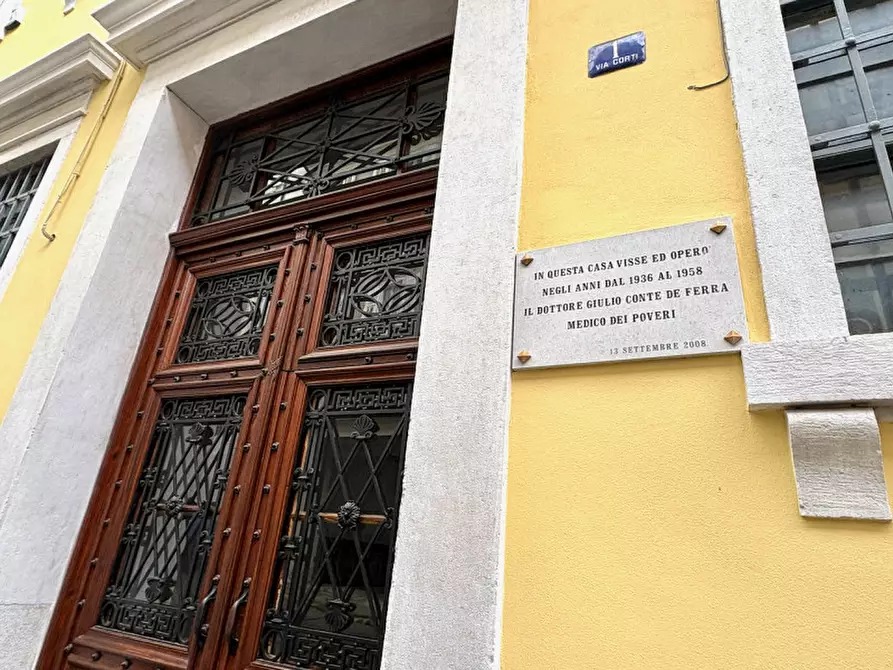 1
VIA CORTI
IN QUESTA CASA VISSE ED OPERÒ
NEGLI ANNI DAL 1936 AL 1958
IL DOTTORE GIULIO CONTE DE FERRA
MEDICO DEI POVERI
13 SETTEMBRE 2008